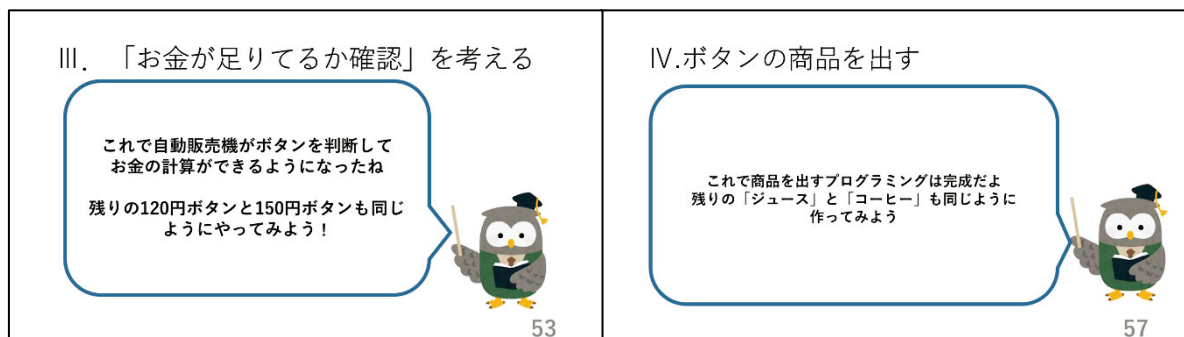 Ⅲ. 「お金が足りてるか確認」を考える
これで自動販売機がボタンを判断して
お金の計算ができるようになったね
残りの120円ボタンと150円ボタンも同じ
ようにやってみよう!
53
Ⅳ.ボタンの商品を出す
これで商品を出すプログラミングは完成だよ
残りの「ジュース」と「コーヒー」も同じように
作ってみよう
57